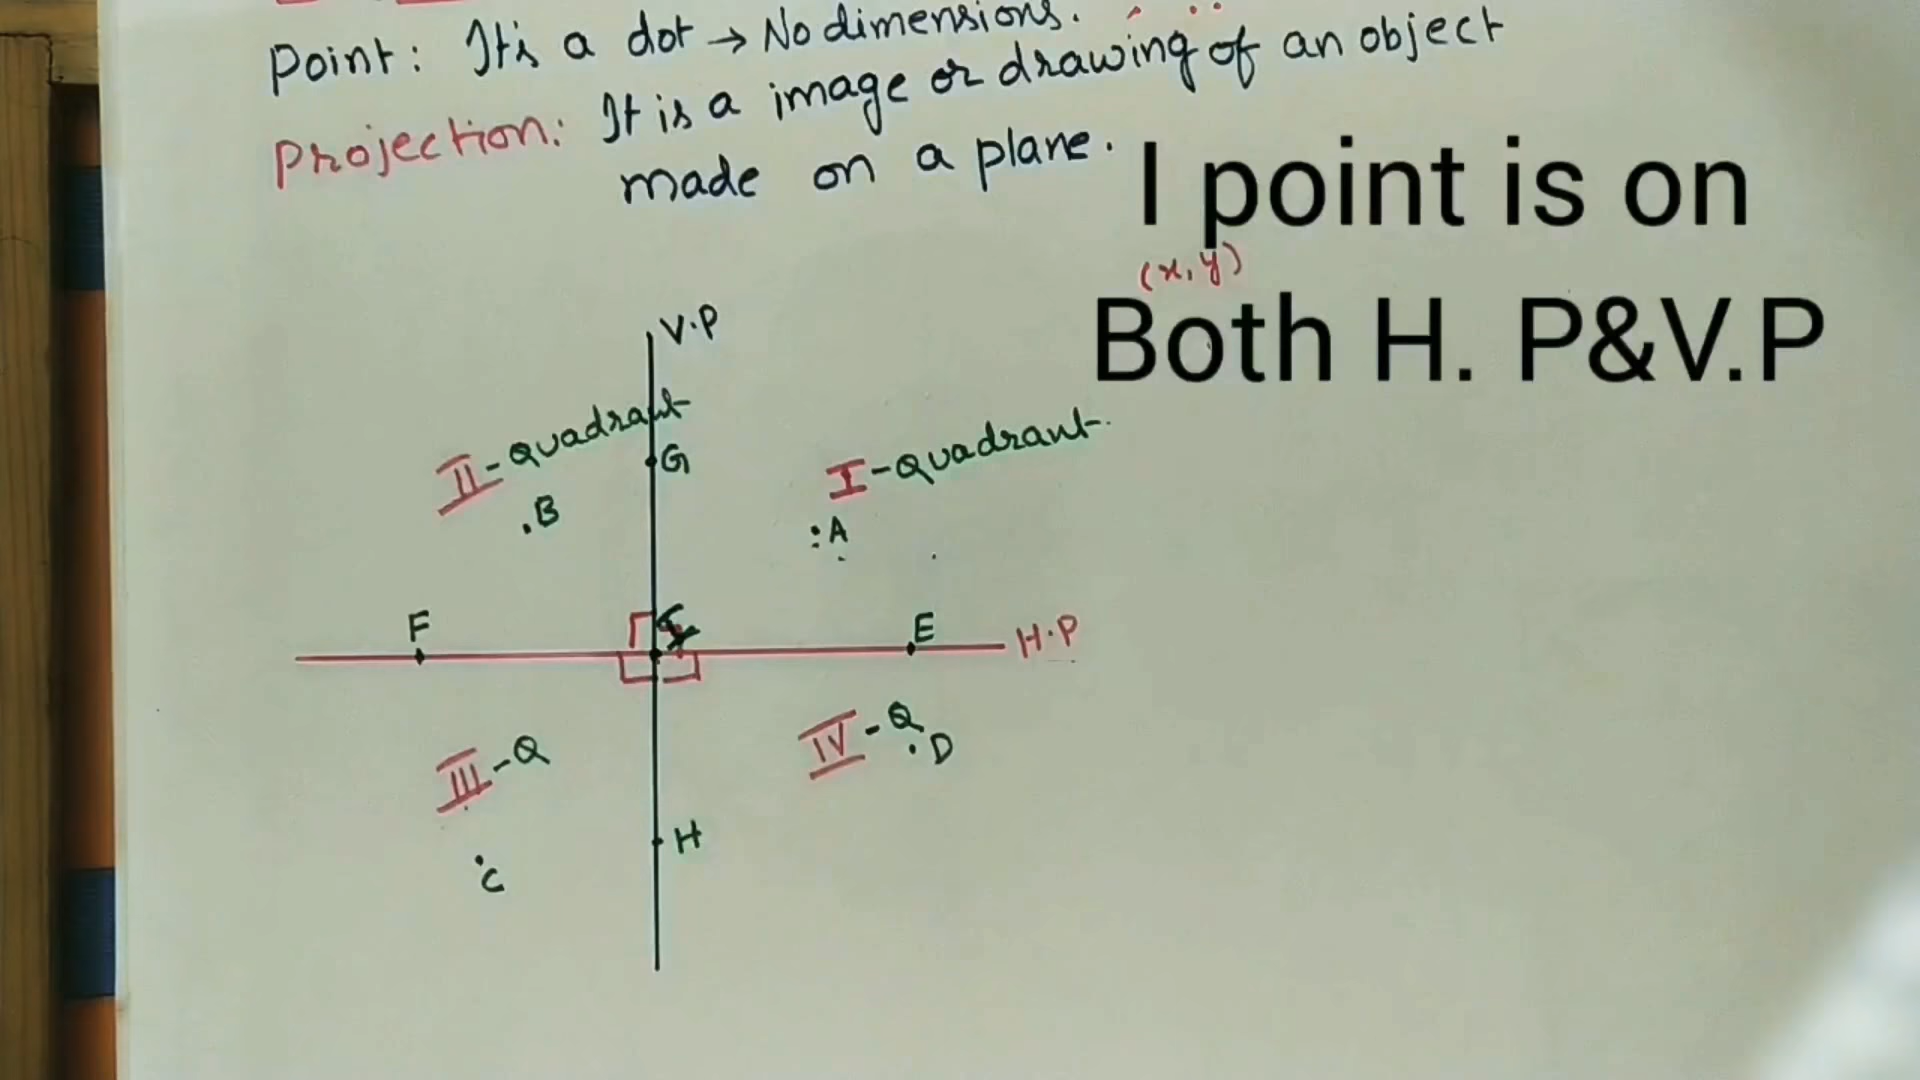 Point: It's a dot → No dimensions.
Projection: It is a image or drawing of an object
made on a plane.
I point is on
(x, y)
Both H. P&V.P
V.P
II-Quadrant
I-Quadrant
G
B
A
F
E
H.P
III-Q
IV-Q
D
H
C